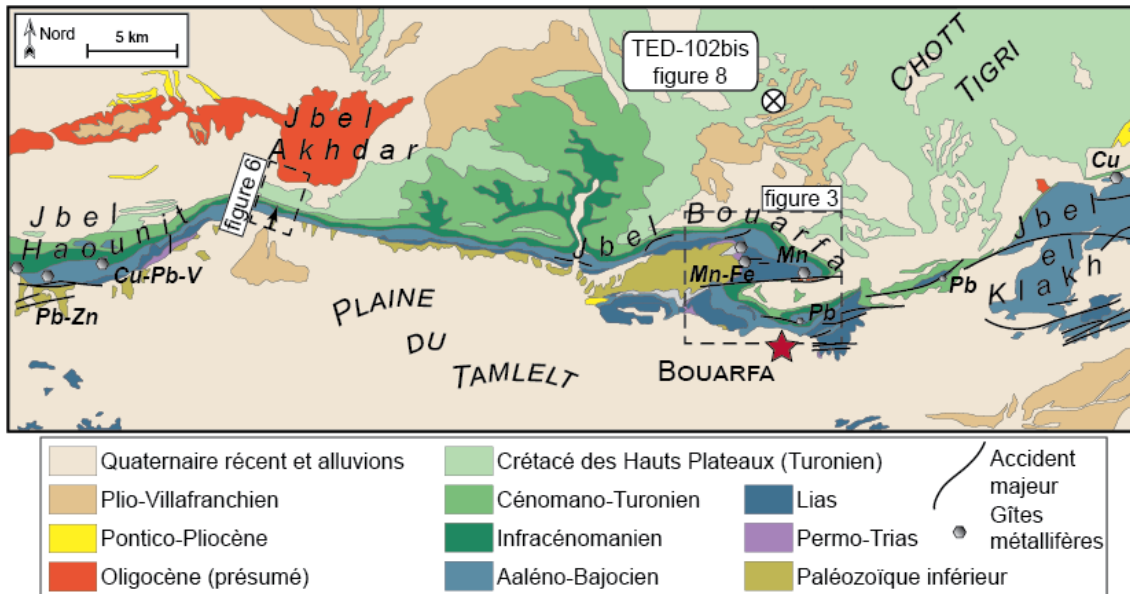 Nord
5 km
TED-102bis
figure 8
CHOTT
TIGRI
Jbel
Akhdar
figure 6
Jbel
Haounit
Cu-Pb-V
Pb-Zn
PLAINE
DU
TAMLELT
Jbel Bouarfa
figure 3
Mn
Mn-Fe
Pb
BOUARFA
Pb
Cu
Jbel
el
Klakh
Quaternaire récent et alluvions
Plio-Villafranchien
Pontico-Pliocène
Oligocène (présumé)
Crétacé des Hauts Plateaux (Turonien)
Cénomano-Turonien
Infracénomanien
Aaléno-Bajocien
Lias
Permo-Trias
Paléozoïque inférieur
Accident
majeur
Gîtes
métallifères